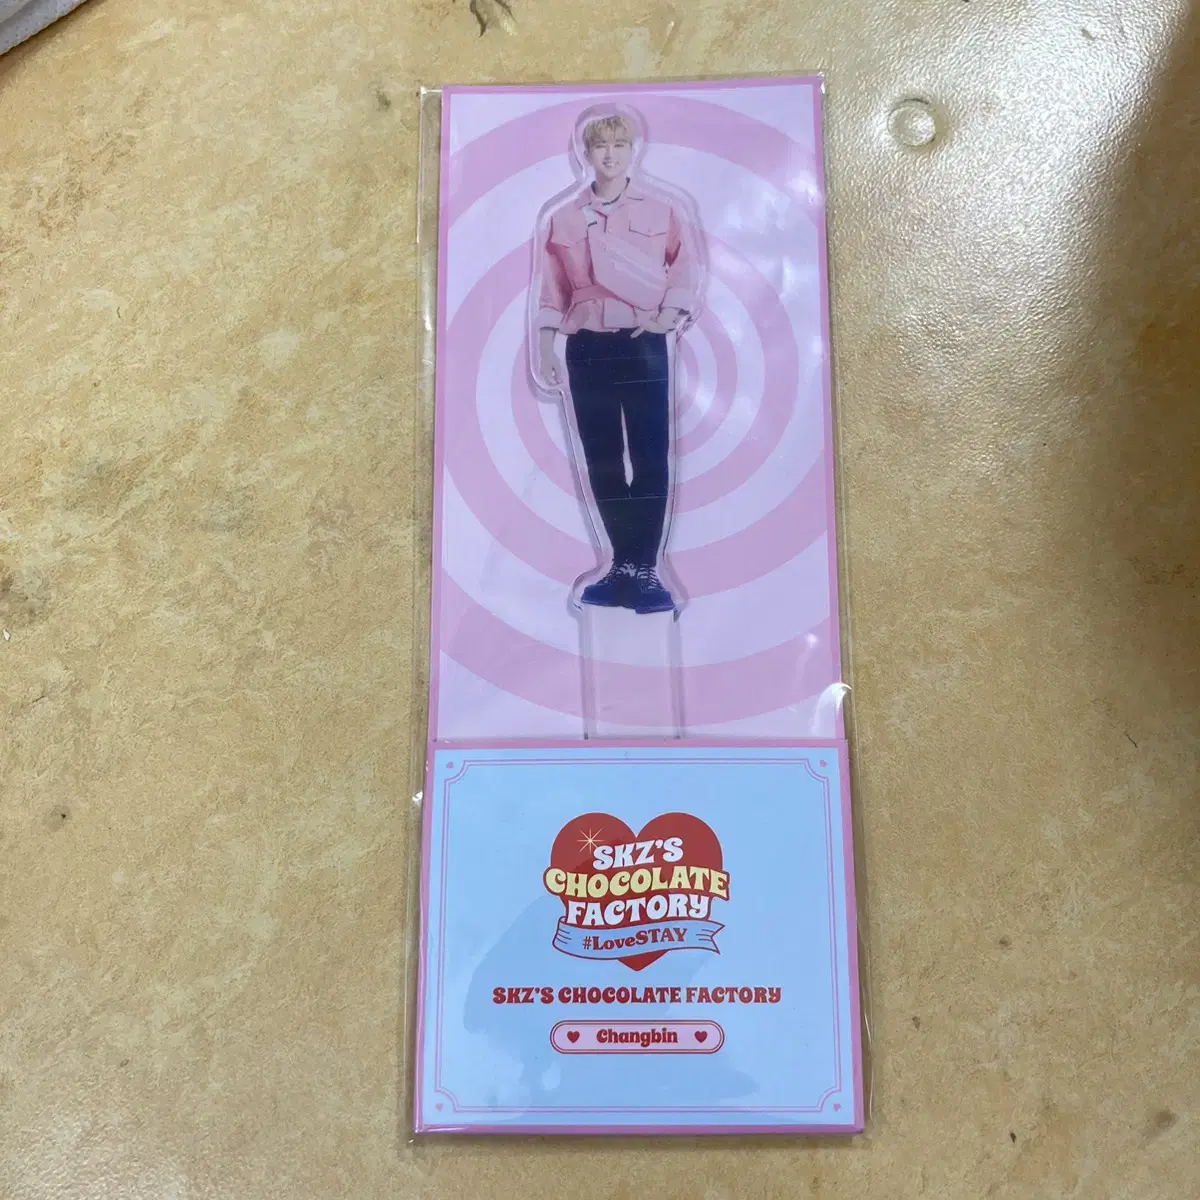 SKZ'S
CHOCOLATE
FACTORY
#LoveSTAY
SKZ'S CHOCOLATE FACTORY
Changbin